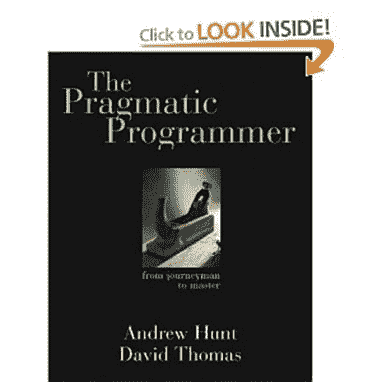 Click to LOOK INSIDE!
The
Pragmatic
Programmer
from journeyman
to master
Andrew Hunt
David Thomas